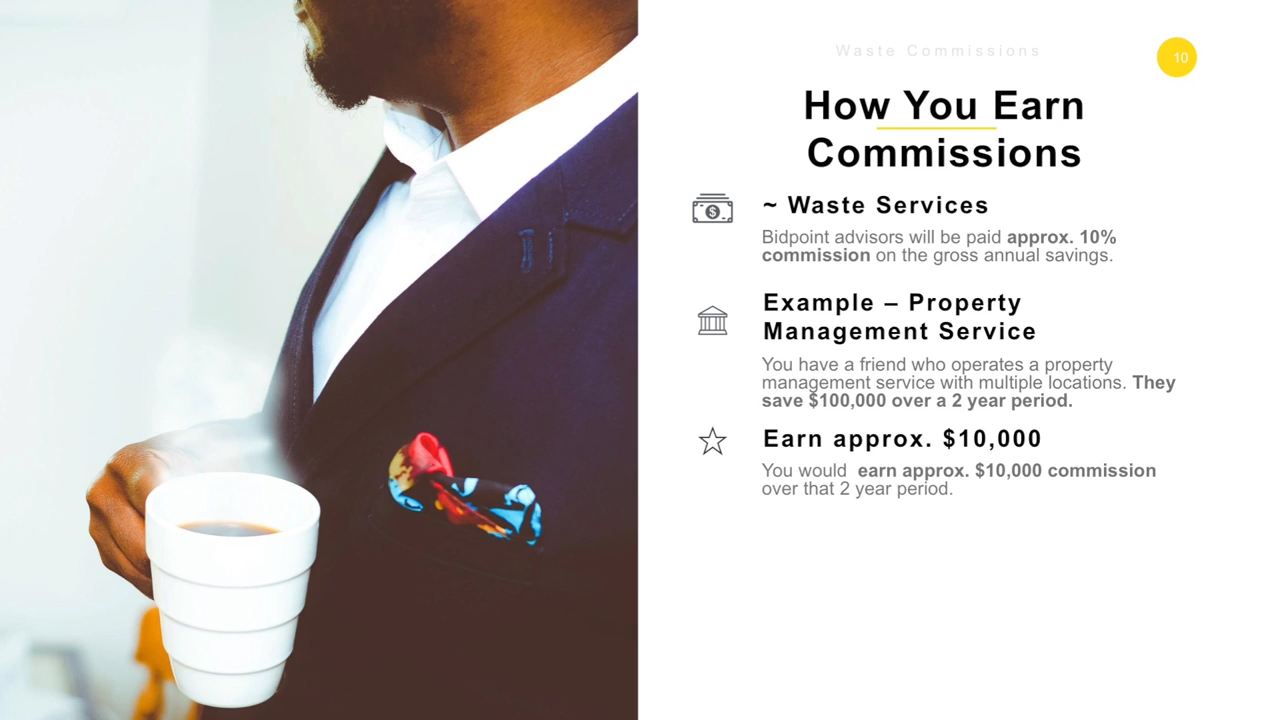 Waste Commissions
10
How You Earn
Commissions
~ Waste Services
Bidpoint advisors will be paid approx. 10%
commission on the gross annual savings.
Example – Property
Management Service
You have a friend who operates a property
management service with multiple locations. They
save $100,000 over a 2 year period.
Earn approx. $10,000
You would  earn approx. $10,000 commission
over that 2 year period.